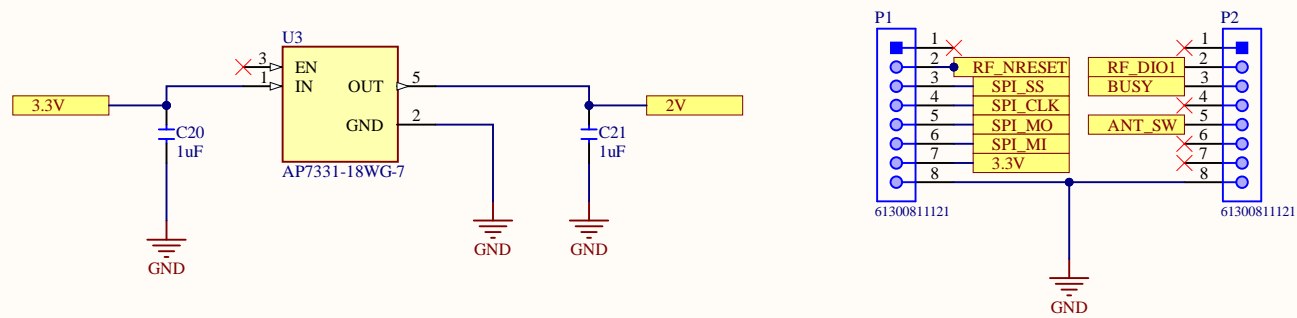 U3
3
EN
1
IN
OUT
5
GND
2
3.3V
2V
C20
1uF
C21
1uF
AP7331-18WG-7
GND
GND
GND
P1
1
2
3
4
5
6
7
8
RF_NRESET
SPI_SS
SPI_CLK
SPI_MO
SPI_MI
3.3V
61300811121
P2
1
2
3
4
5
6
7
8
RF_DIO1
BUSY
ANT_SW
61300811121
GND